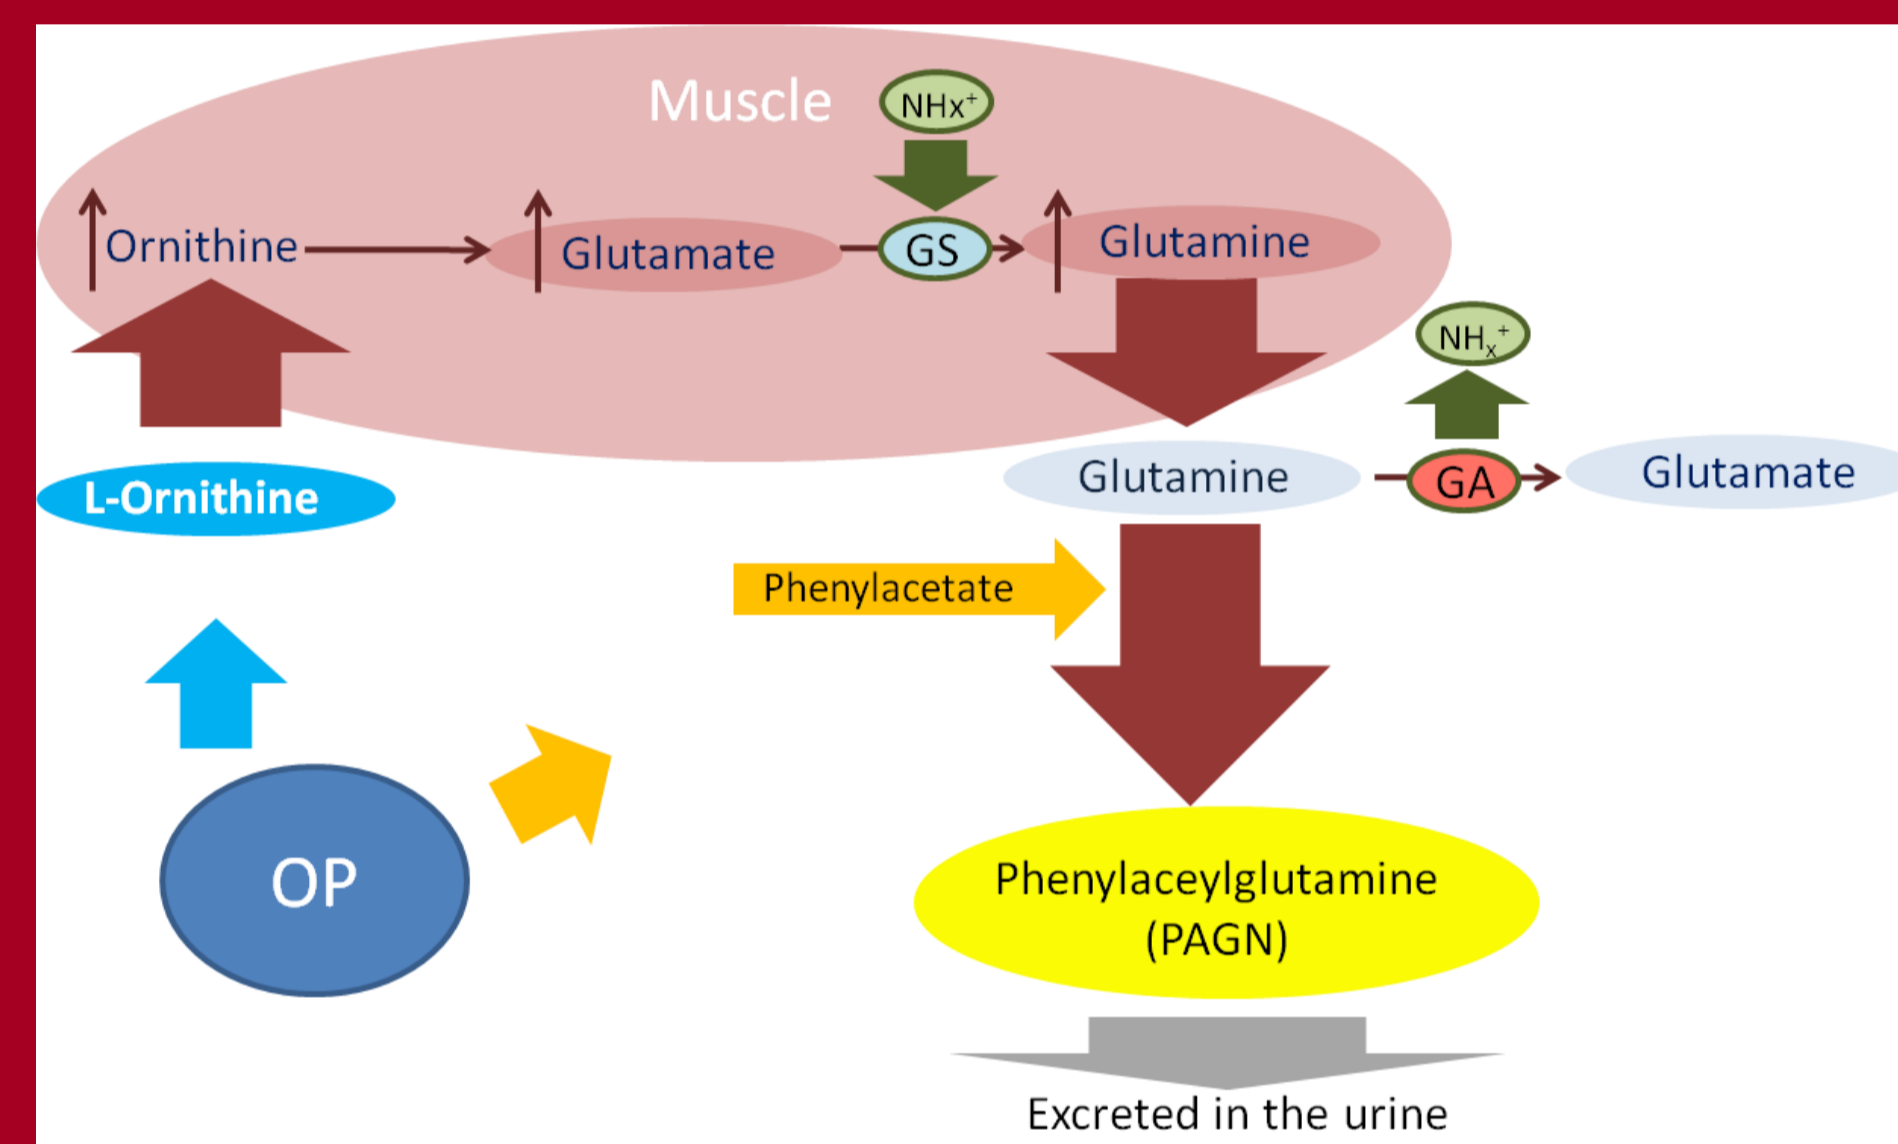 Muscle
NHx⁺
Ornithine
Glutamate
GS
Glutamine
NHₓ⁺
L-Ornithine
Glutamine
GA
Glutamate
Phenylacetate
OP
Phenylaceylglutamine
(PAGN)
Excreted in the urine